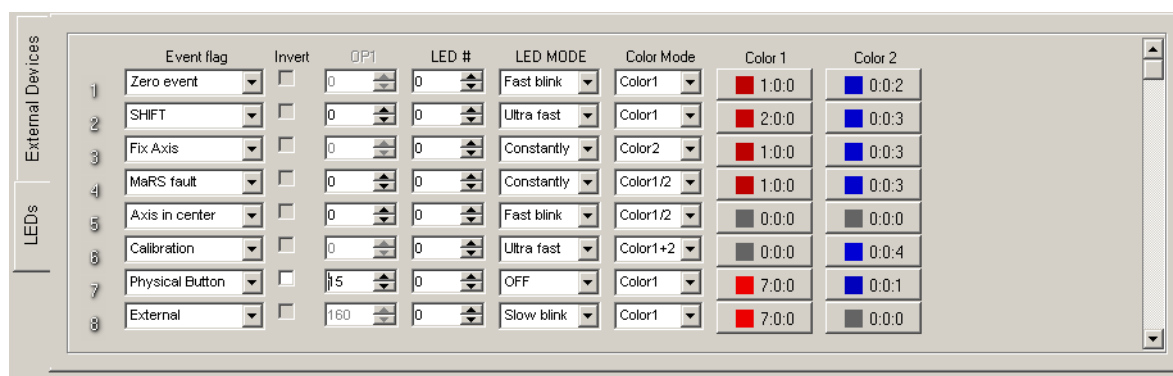 External Devices
LEDs
Event flag Invert OP1 LED # LED MODE Color Mode Color 1 Color 2
1 Zero event 0 0 Fast blink Color1 1:0:0 0:0:2
2 SHIFT 0 0 Ultra fast Color1 2:0:0 0:0:3
3 Fix Axis 0 0 Constantly Color2 1:0:0 0:0:3
4 MaRS fault 0 0 Constantly Color1/2 1:0:0 0:0:3
5 Axis in center 0 0 Fast blink Color1/2 0:0:0 0:0:0
6 Calibration 0 0 Ultra fast Color1+2 0:0:0 0:0:4
7 Physical Button 15 0 OFF Color1 7:0:0 0:0:1
8 External 160 0 Slow blink Color1 7:0:0 0:0:0